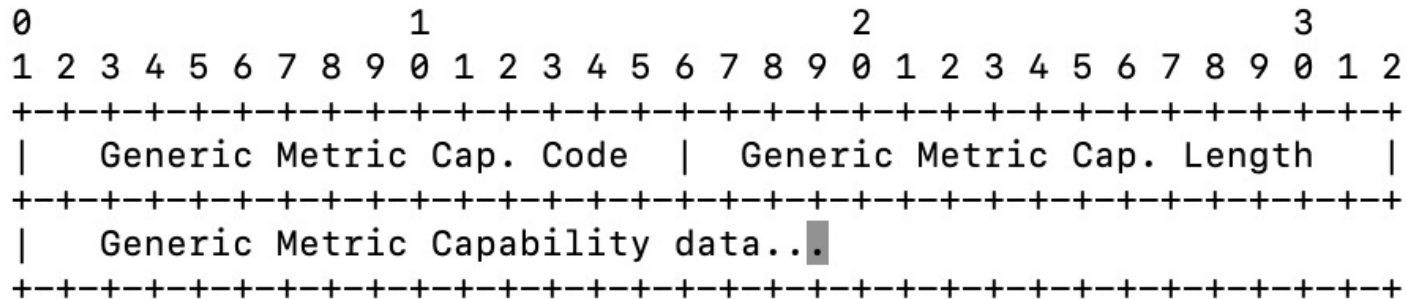 0                   1                   2                   3
1 2 3 4 5 6 7 8 9 0 1 2 3 4 5 6 7 8 9 0 1 2 3 4 5 6 7 8 9 0 1 2
+-+-+-+-+-+-+-+-+-+-+-+-+-+-+-+-+-+-+-+-+-+-+-+-+-+-+-+-+-+-+-+
|   Generic Metric Cap. Code  |  Generic Metric Cap. Length   |
+-+-+-+-+-+-+-+-+-+-+-+-+-+-+-+-+-+-+-+-+-+-+-+-+-+-+-+-+-+-+-+
|   Generic Metric Capability data...
+-+-+-+-+-+-+-+-+-+-+-+-+-+-+-+-+-+-+-+-+-+-+-+-+-+-+-+-+-+-+-+